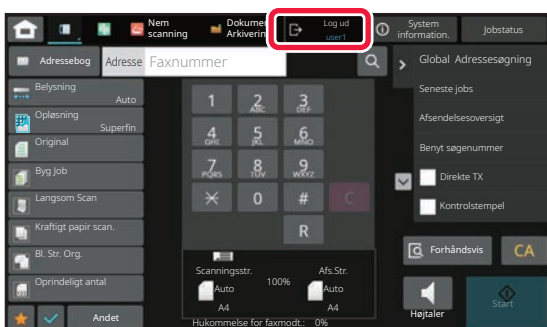 Nem
scanning
Dokumen
Arkiverin
Log ud
user1
System
information.
Jobstatus
Adressebog
Adresse
Faxnummer
Global Adressesøgning
Belysning
Auto
Opløsning
Superfin
Original
Byg Job
Langsom Scan
Kraftigt papir scan.
Bl. Str. Org.
Oprindeligt antal
Andet
1
2
ABC
3
DEF
4
GHI
5
JKL
6
MNO
7
PQRS
8
TUV
9
WXYZ
0
#
C
R
Scanningsstr.
Auto
A4
100%
Afs.Str.
Auto
A4
Hukommelse for faxmodt.: 0%
Seneste jobs
Afsendelsesoversigt
Benyt søgenummer
Direkte TX
Kontrolstempel
Forhåndsvis
CA
Højtaler
Start